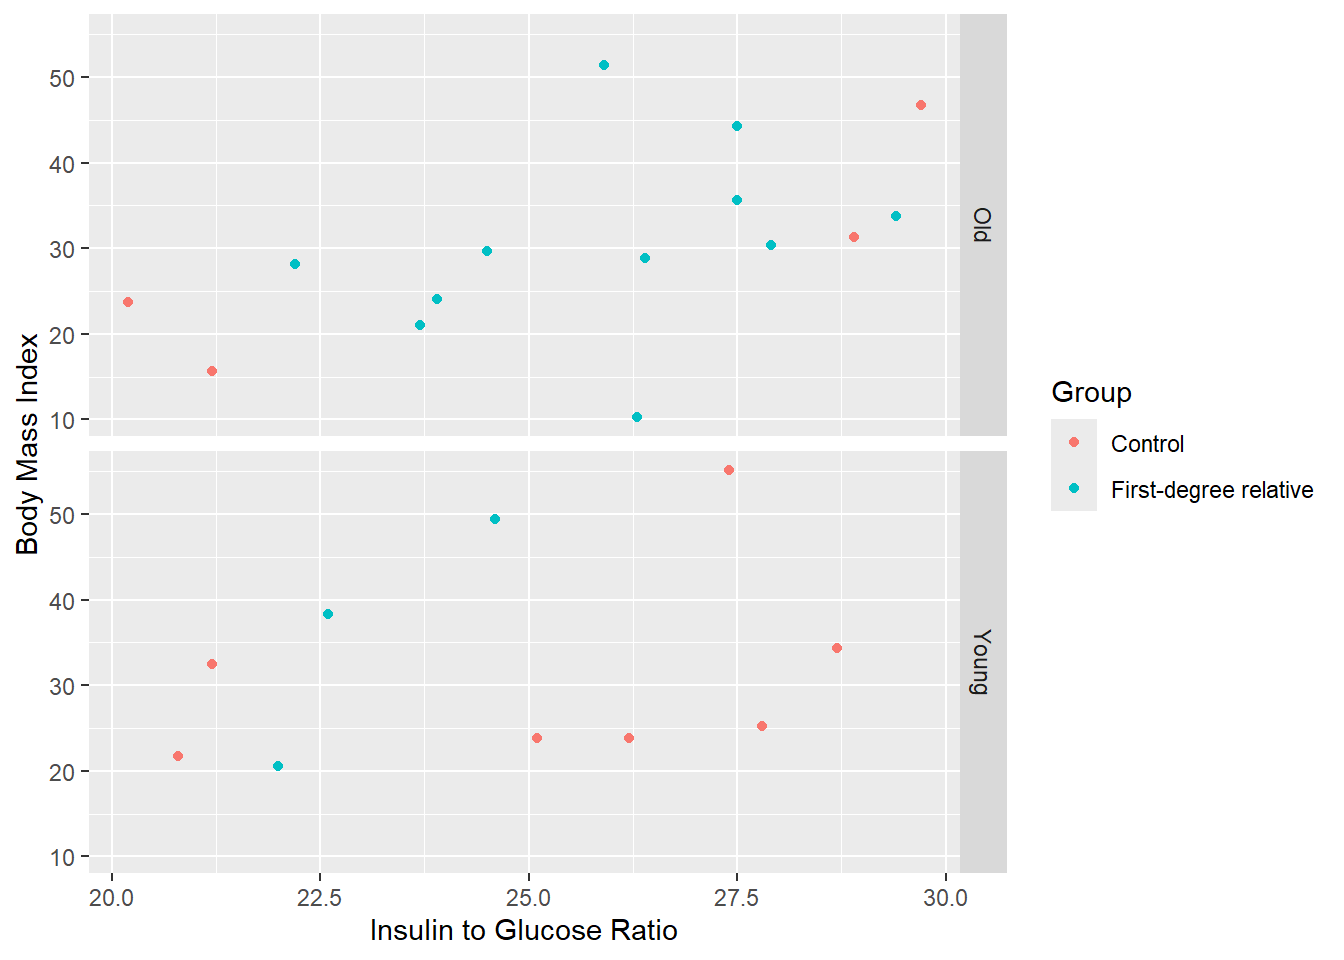 50
40
30
20
10
Old
50
40
30
20
10
Young
Body Mass Index
20.0 22.5 25.0 27.5 30.0
Insulin to Glucose Ratio
Group
Control
First-degree relative